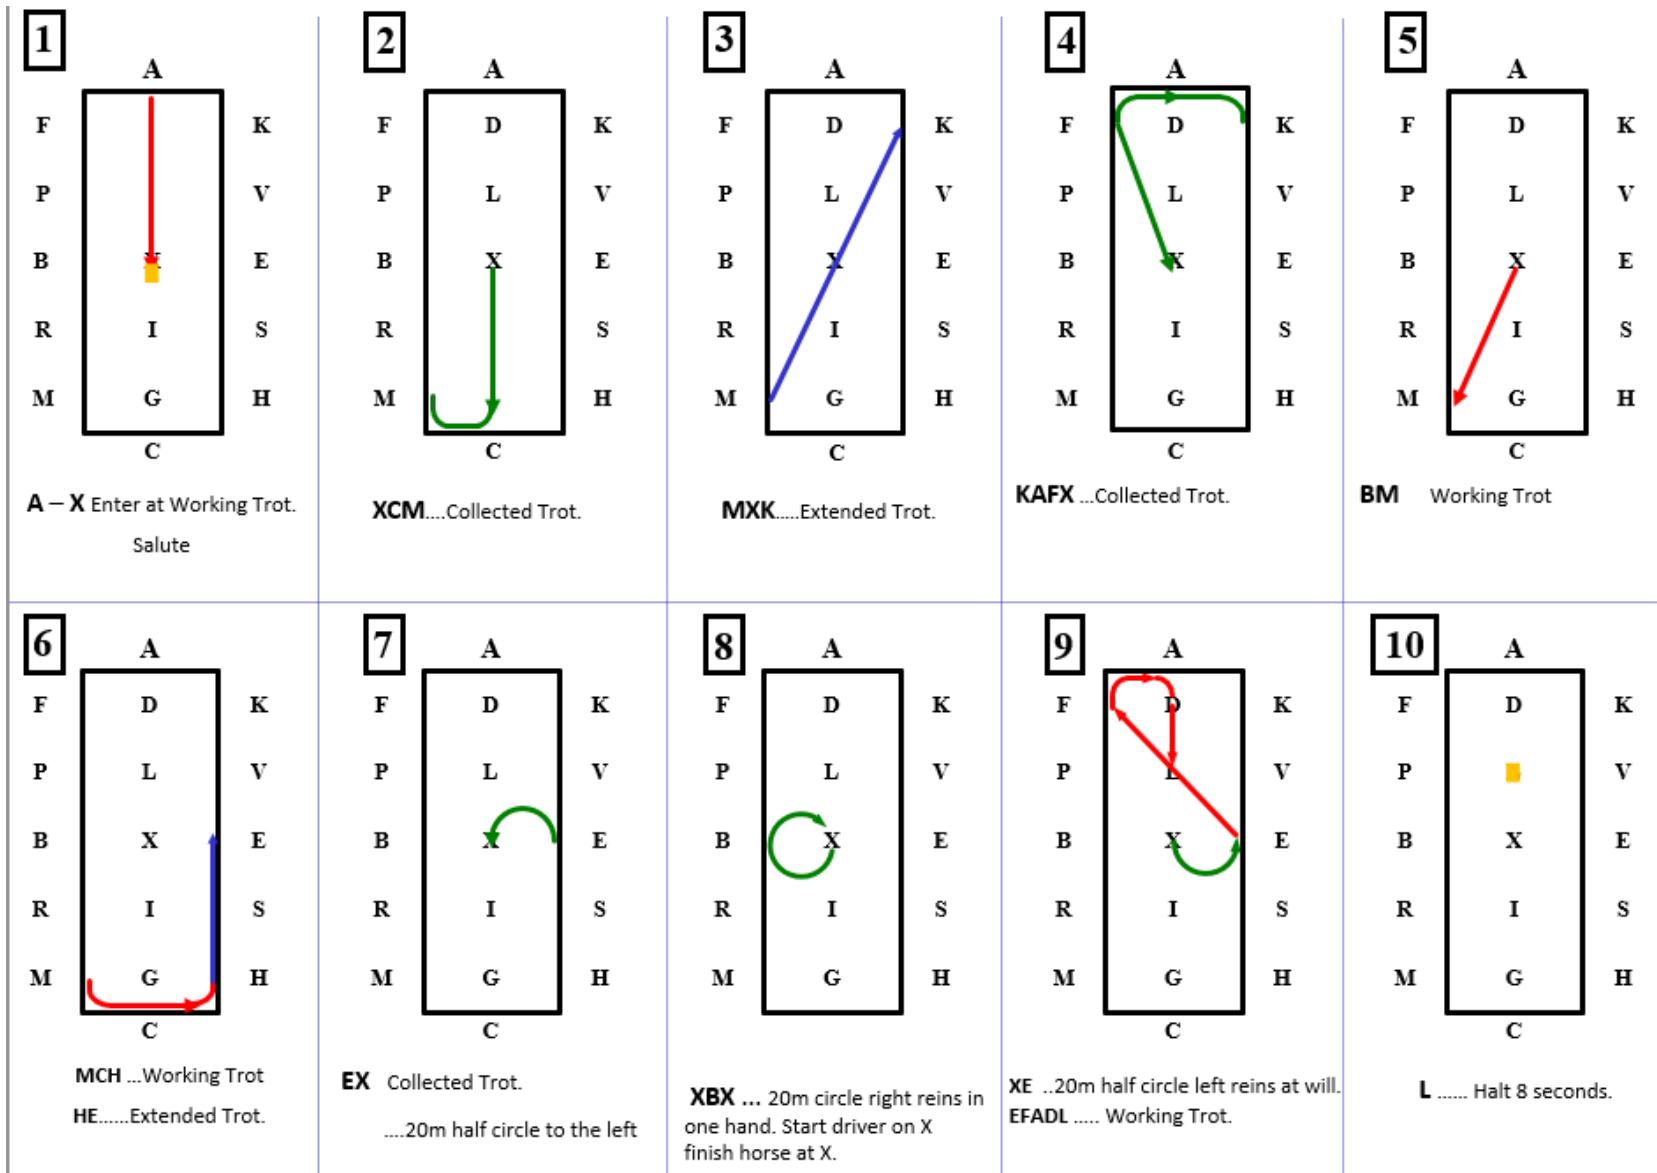 1
A
F K
P V
B X E
R I S
M G H
C
A – X Enter at Working Trot.
Salute
2
A
F D K
P L V
B X E
R S
M H
C
XCM....Collected Trot.
3
A
F D K
P L V
B X E
R I S
M G H
C
MXK.....Extended Trot.
4
A
F D K
P L V
B X E
R I S
M G H
C
KAFX ...Collected Trot.
5
A
F D K
P L V
B X E
R I S
M G H
C
BM Working Trot
6
A
F D K
P L V
B X E
R I S
M G H
C
MCH ...Working Trot
HE......Extended Trot.
7
A
F D K
P L V
B X E
R I S
M G H
C
EX Collected Trot.
....20m half circle to the left
8
A
F D K
P L V
B X E
R I S
M G H
XBX ... 20m circle right reins in
one hand. Start driver on X
finish horse at X.
9
A
F D K
P L V
B X E
R I S
M G H
C
XE ..20m half circle left reins at will.
EFADL ..... Working Trot.
10
A
F D K
P V
B X E
R I S
M G H
C
L ...... Halt 8 seconds.